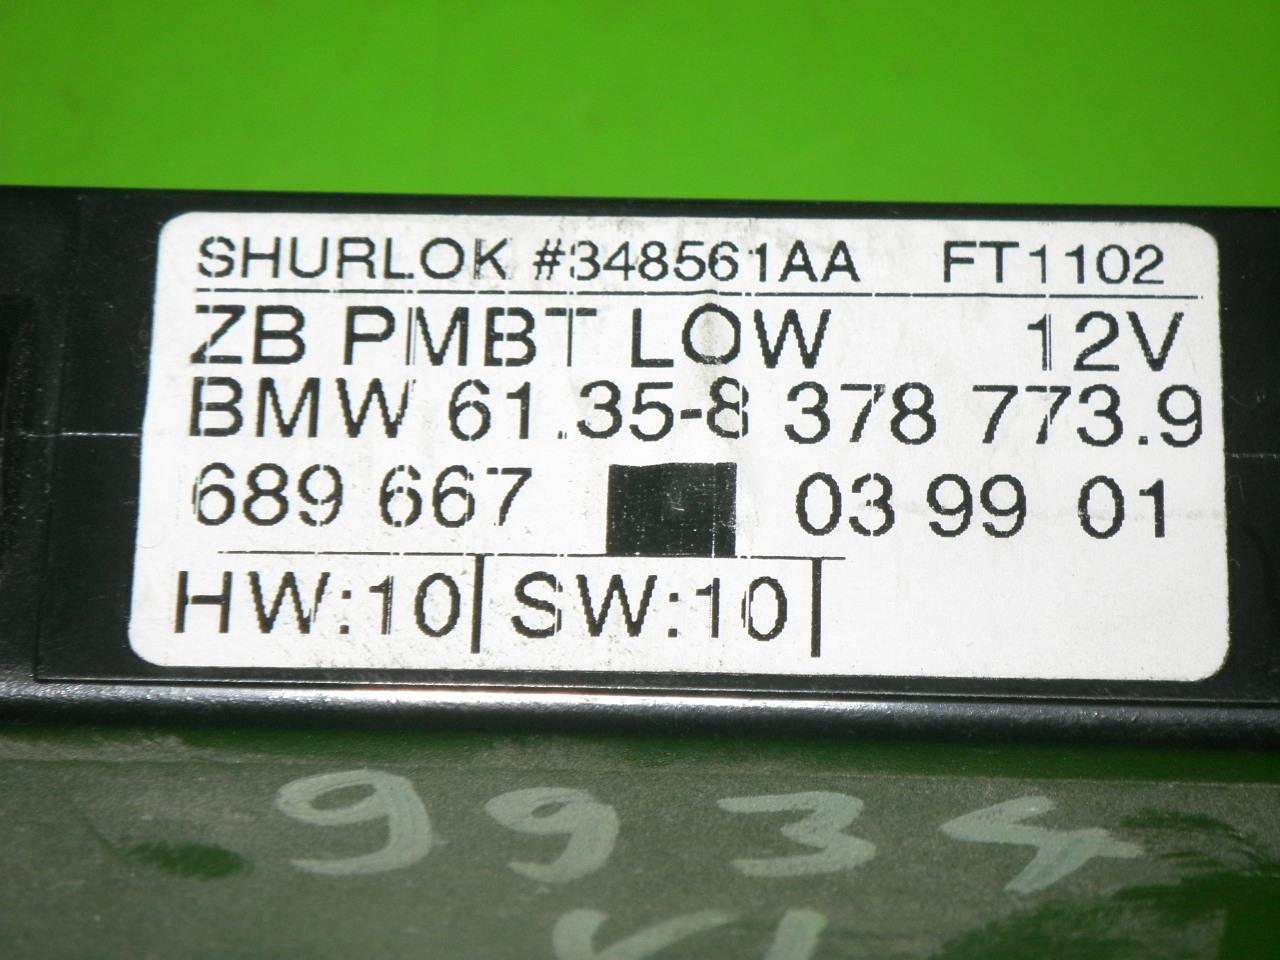 SHURLOK #348561AA FT1102
ZB PMBT LOW 12V
BMW 61.35-8 378 773.9
689 667 03 99 01
HW:10 SW:10
9934